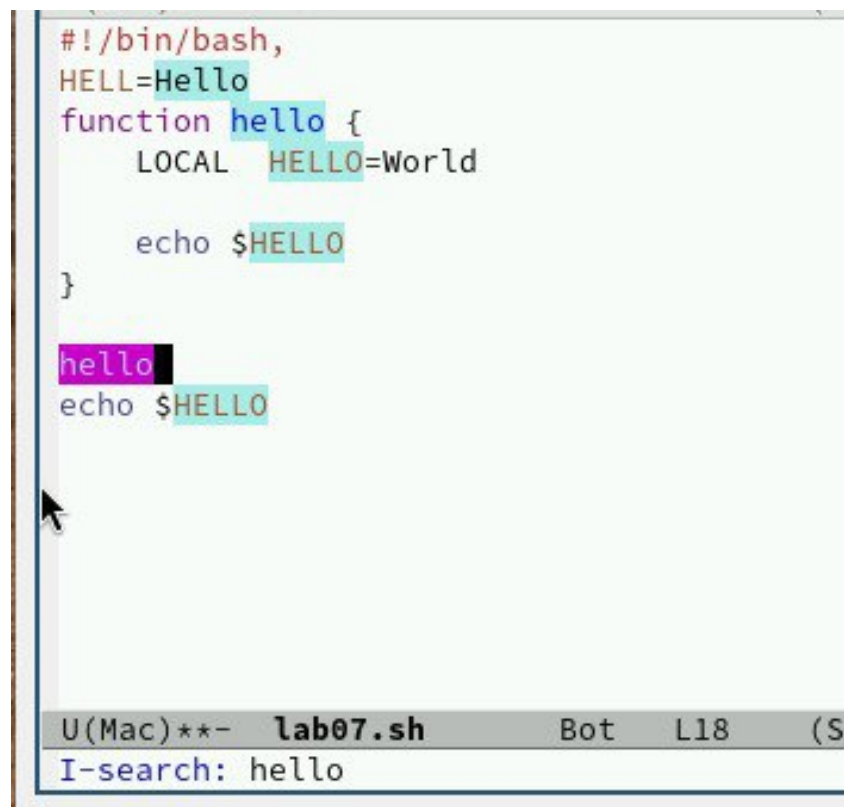 #!/bin/bash,
HELL=Hello
function hello {
    LOCAL  HELLO=World
    echo $HELLO
}
hello
echo $HELLO
U(Mac)**-  lab07.sh       Bot   L18    (S
I-search: hello